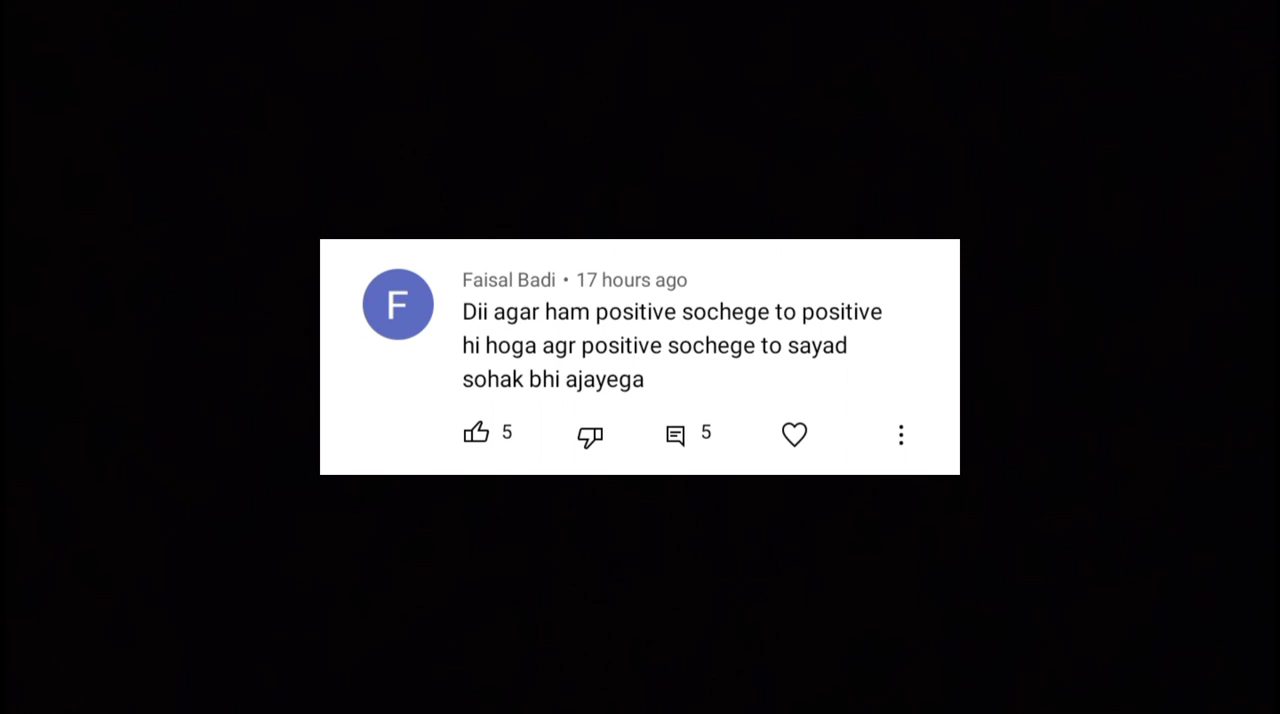 F
Faisal Badi • 17 hours ago
Dii agar ham positive sochege to positive
hi hoga agr positive sochege to sayad
sohak bhi ajayega
5 5